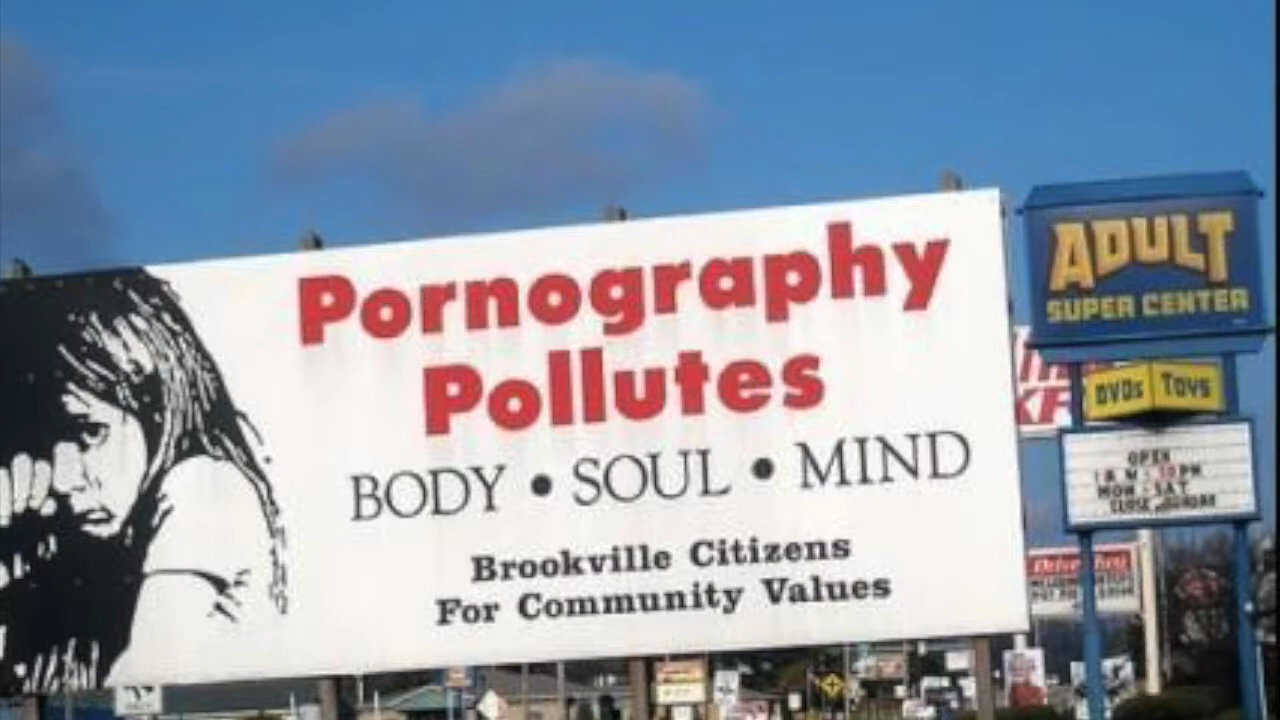 Pornography
Pollutes
BODY • SOUL • MIND
Brookville Citizens
For Community Values
ADULT
SUPER CENTER
DVDs TOYS
OPEN
MON - SAT